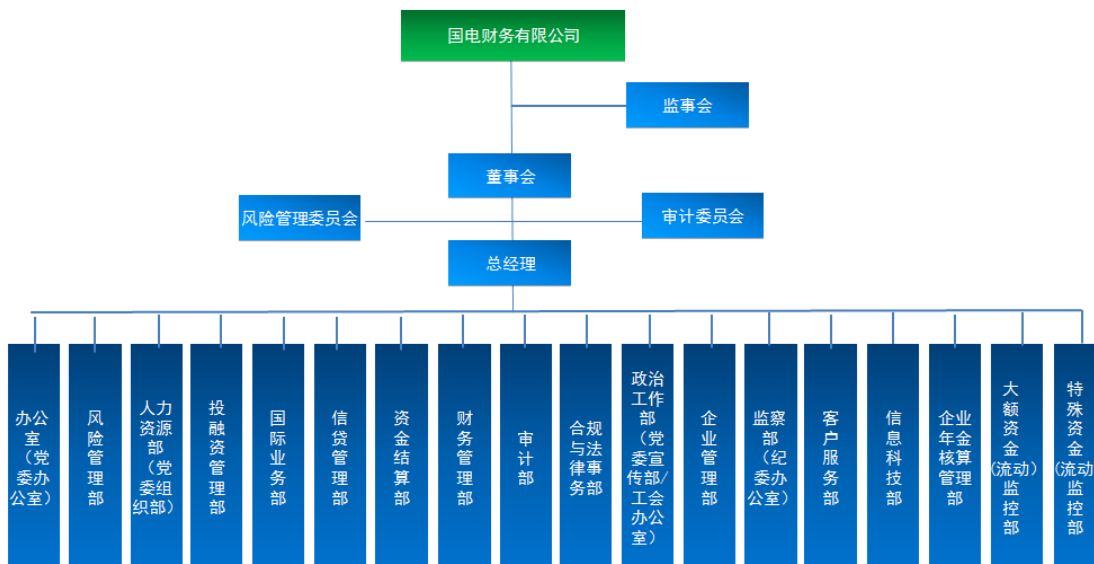 国电财务有限公司
监事会
董事会
风险管理委员会
审计委员会
总经理
办公室（党委办公室）
风险管理部
人力资源部（党委组织部）
投融资管理部
国际业务部
信贷管理部
资金结算部
财务管理部
审计部
合规与法律事务部
政治工作部（党委宣传部/工会办公室）
企业管理部
监察部（纪委办公室）
客户服务部
信息科技部
企业年金核算管理部
大额资金(流动）监控部
特殊资金(流动）监控部